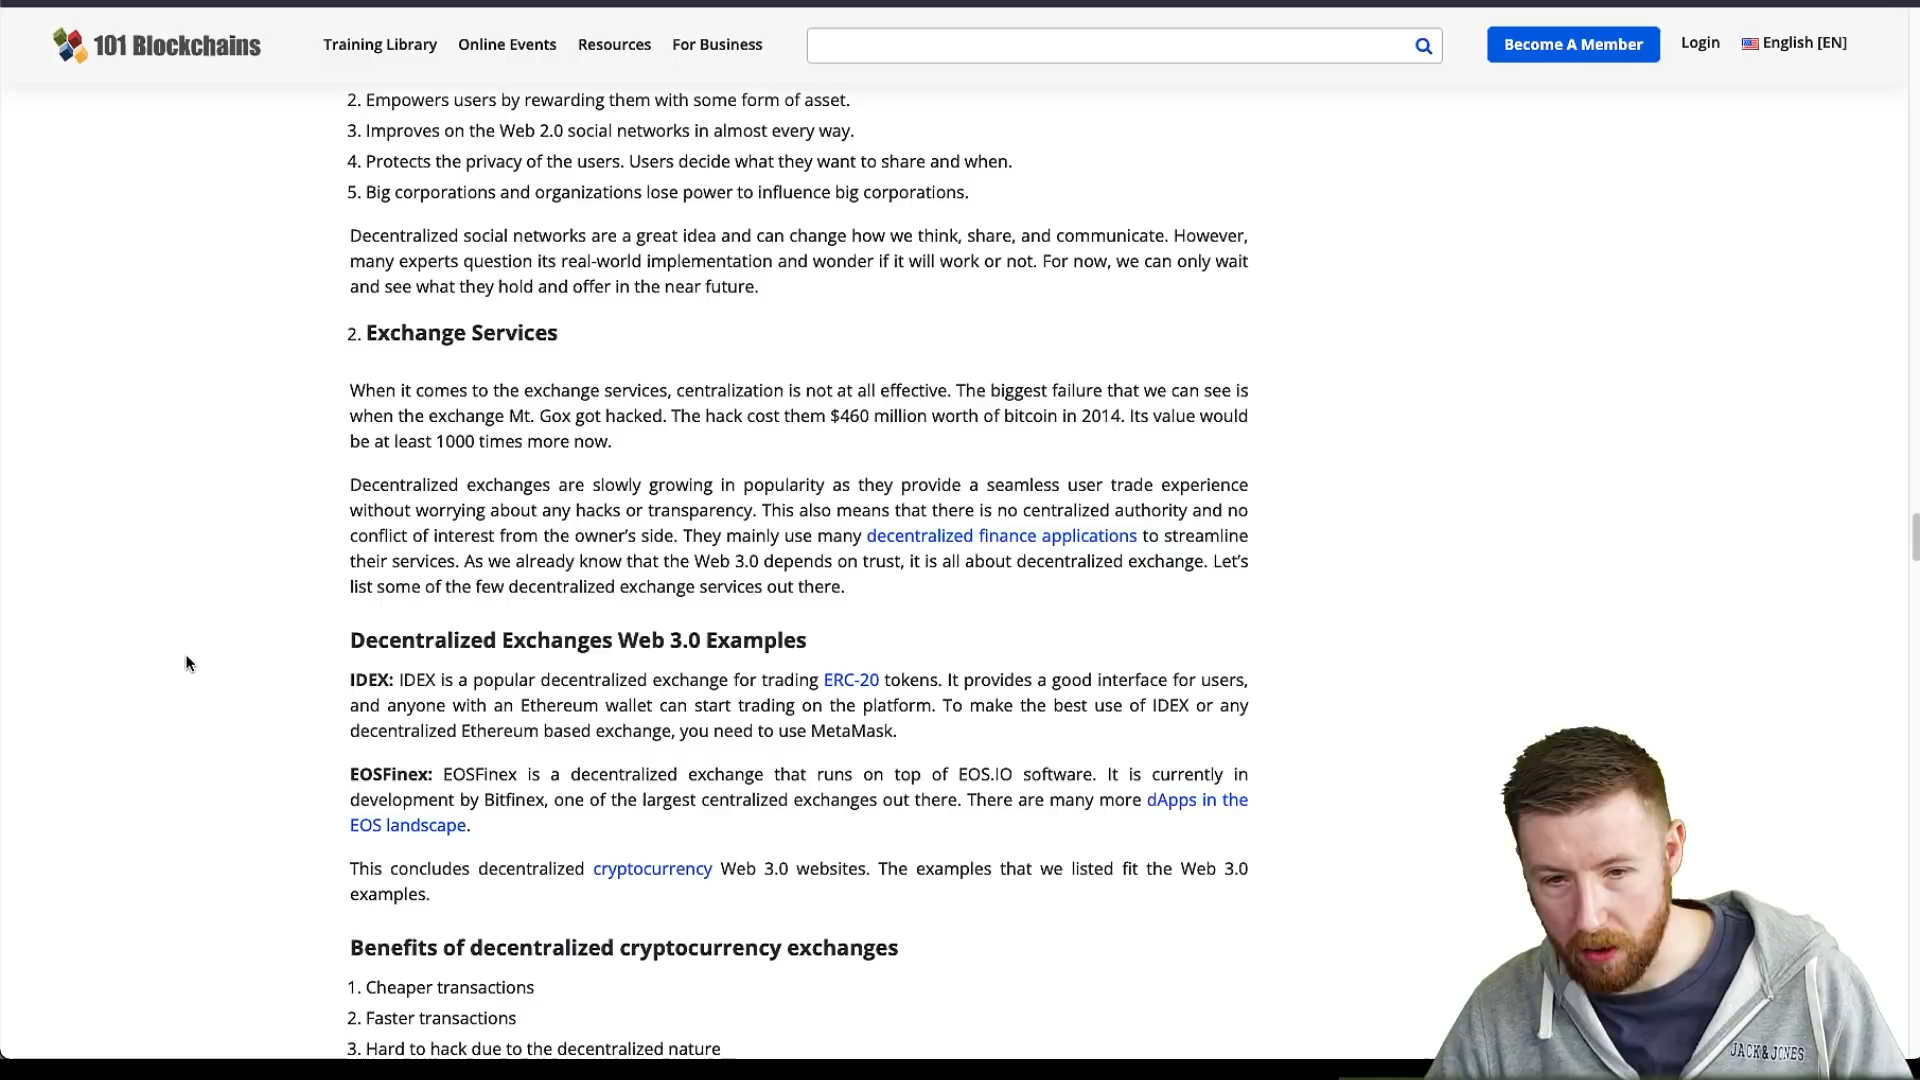 101 Blockchains
Training Library
Online Events
Resources
For Business
Become A Member
Login
English [EN]
2. Empowers users by rewarding them with some form of asset.
3. Improves on the Web 2.0 social networks in almost every way.
4. Protects the privacy of the users. Users decide what they want to share and when.
5. Big corporations and organizations lose power to influence big corporations.
Decentralized social networks are a great idea and can change how we think, share, and communicate. However,
many experts question its real-world implementation and wonder if it will work or not. For now, we can only wait
and see what they hold and offer in the near future.
2. Exchange Services
When it comes to the exchange services, centralization is not at all effective. The biggest failure that we can see is
when the exchange Mt. Gox got hacked. The hack cost them $460 million worth of bitcoin in 2014. Its value would
be at least 1000 times more now.
Decentralized exchanges are slowly growing in popularity as they provide a seamless user trade experience
without worrying about any hacks or transparency. This also means that there is no centralized authority and no
conflict of interest from the owner’s side. They mainly use many decentralized finance applications to streamline
their services. As we already know that the Web 3.0 depends on trust, it is all about decentralized exchange. Let’s
list some of the few decentralized exchange services out there.
Decentralized Exchanges Web 3.0 Examples
IDEX: IDEX is a popular decentralized exchange for trading ERC-20 tokens. It provides a good interface for users,
and anyone with an Ethereum wallet can start trading on the platform. To make the best use of IDEX or any
decentralized Ethereum based exchange, you need to use MetaMask.
EOSFinex: EOSFinex is a decentralized exchange that runs on top of EOS.IO software. It is currently in
development by Bitfinex, one of the largest centralized exchanges out there. There are many more dApps in the
EOS landscape.
This concludes decentralized cryptocurrency Web 3.0 websites. The examples that we listed fit the Web 3.0
examples.
Benefits of decentralized cryptocurrency exchanges
1. Cheaper transactions
2. Faster transactions
3. Hard to hack due to the decentralized nature
JACK&JONES